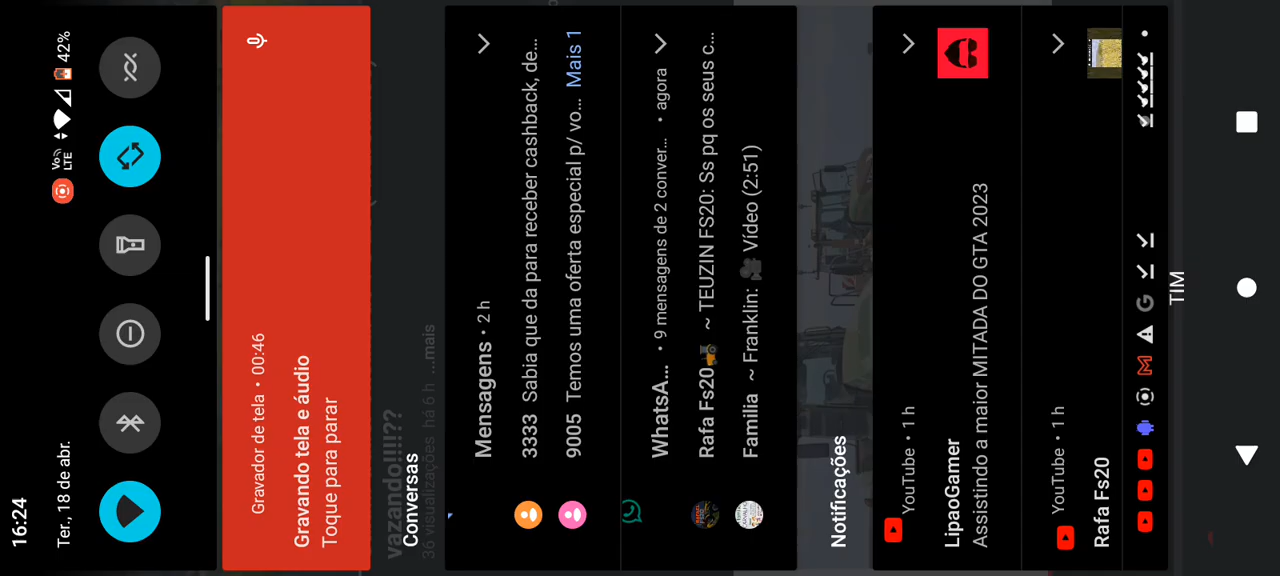 16:24
Ter., 18 de abr.
Vo)) LTE 42%
Gravador de tela • 00:46
Gravando tela e áudio
Toque para parar
vazando!!!!??
36 visualizações há 6 h ...mais
Conversas
Mensagens • 2 h
3333 Sabia que da para receber cashback, de...
9005 Temos uma oferta especial p/ vo... Mais 1
WhatsA... • 9 mensagens de 2 conver... • agora
Rafa Fs20🚜 ~ TEUZIN FS20: Ss pq os seus c...
Familia ~ Franklin: 🎥 Vídeo (2:51)
Notificações
YouTube • 1 h
LipaoGamer
Assistindo a maior MITADA DO GTA 2023
YouTube • 1 h
Rafa Fs20
TIM